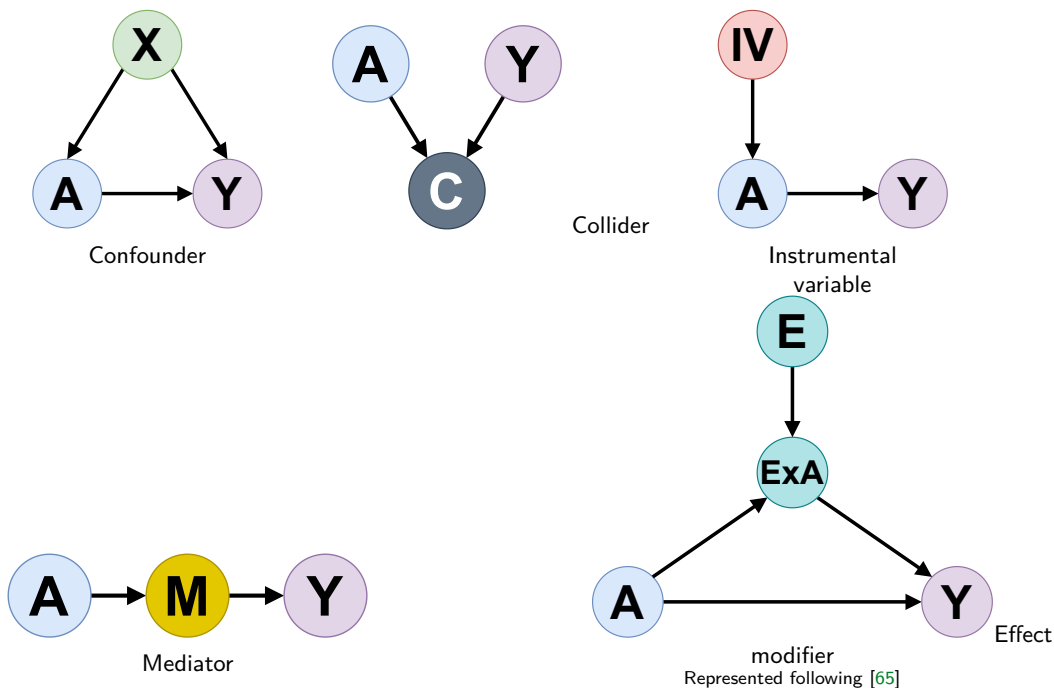 X
A
Y
Confounder
A
Y
C
Collider
IV
A
Y
Instrumental
variable
A
M
Y
Mediator
E
ExA
A
Y
Effect
modifier
Represented following [65]